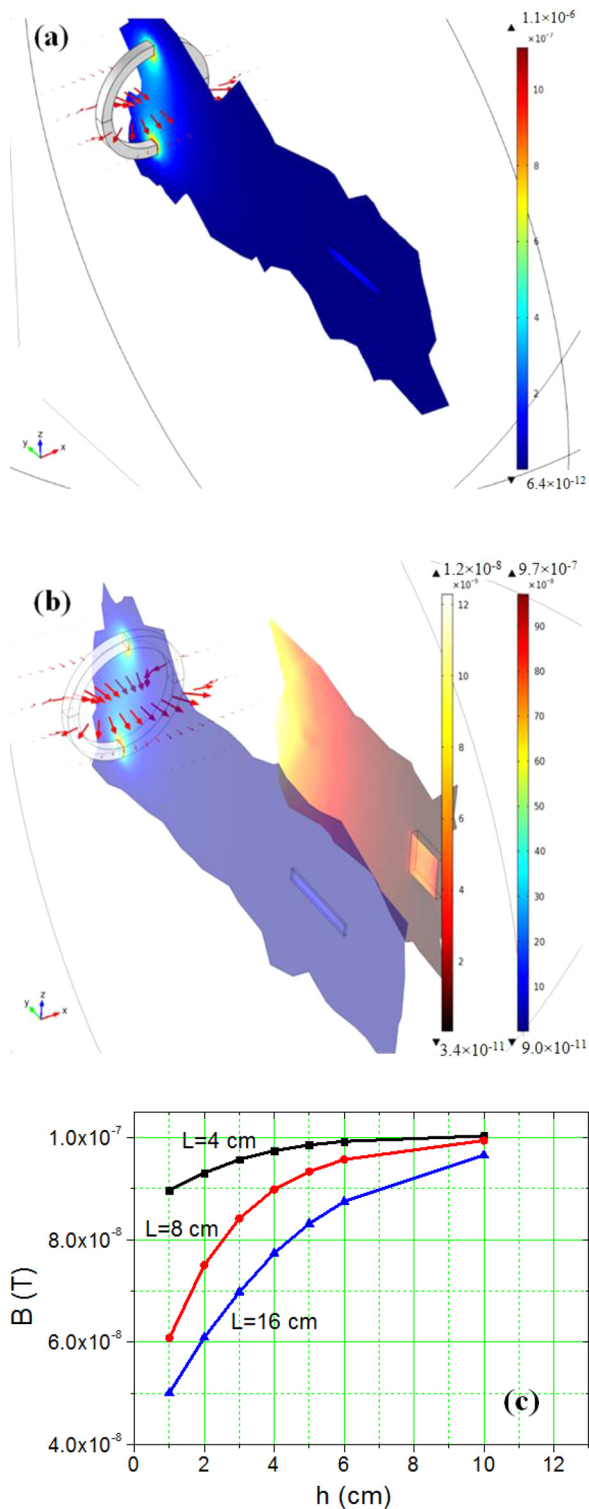 (a)
▲ 1.1×10⁻⁶
×10⁻⁷
10
8
6
4
2
▼ 6.4×10⁻¹²
y z x
(b)
▲ 1.2×10⁻⁸ ▲ 9.7×10⁻⁷
×10⁻⁹ ×10⁻⁸
12 90
80
10 70
8 60
50
6 40
4 30
20
2 10
▼ 3.4×10⁻¹¹ ▼ 9.0×10⁻¹¹
y z x
1.0x10⁻⁷
L=4 cm
L=8 cm
8.0x10⁻⁸
B (T)
L=16 cm
6.0x10⁻⁸
(c)
4.0x10⁻⁸
0 2 4 6 8 10 12
h (cm)